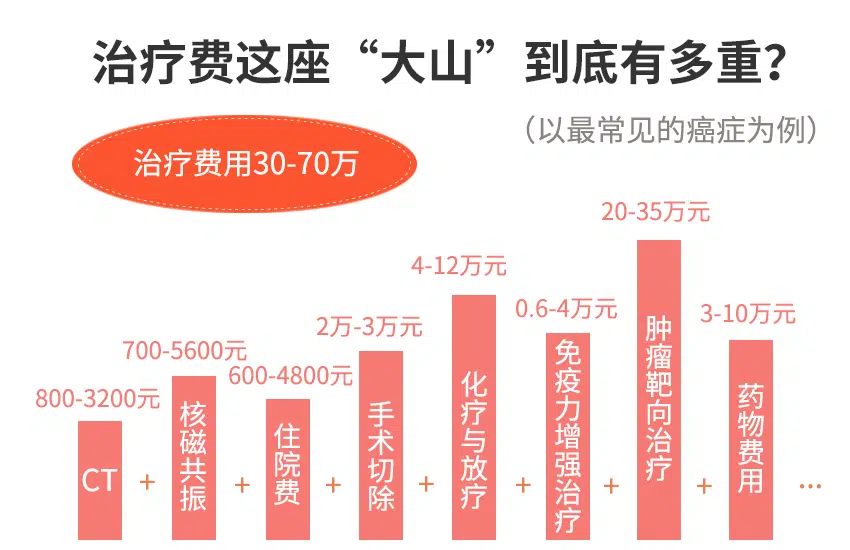 治疗费这座“大山”到底有多重?
（以最常见的癌症为例）
治疗费用30-70万
800-3200元
CT
+
700-5600元
核磁共振
+
600-4800元
住院费
+
2万-3万元
手术切除
+
4-12万元
化疗与放疗
+
0.6-4万元
免疫力增强治疗
+
20-35万元
肿瘤靶向治疗
+
3-10万元
药物费用
...